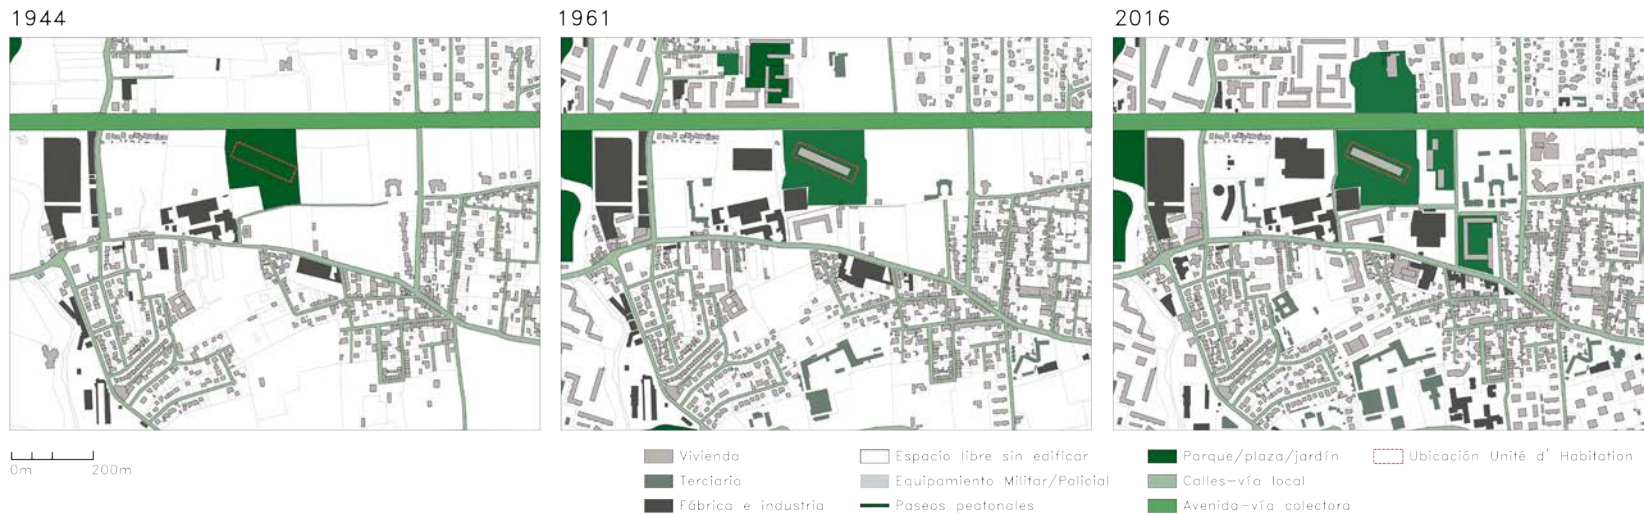 1944
1961
2016
0m 200m
Vivienda
Terciario
Fábrica e industria
Espacio libre sin edificar
Equipamiento Militar/Policial
Paseos peatonales
Parque/plaza/jardín
Calles-vía local
Avenida-vía colectora
Ubicación Unité d' Habitation